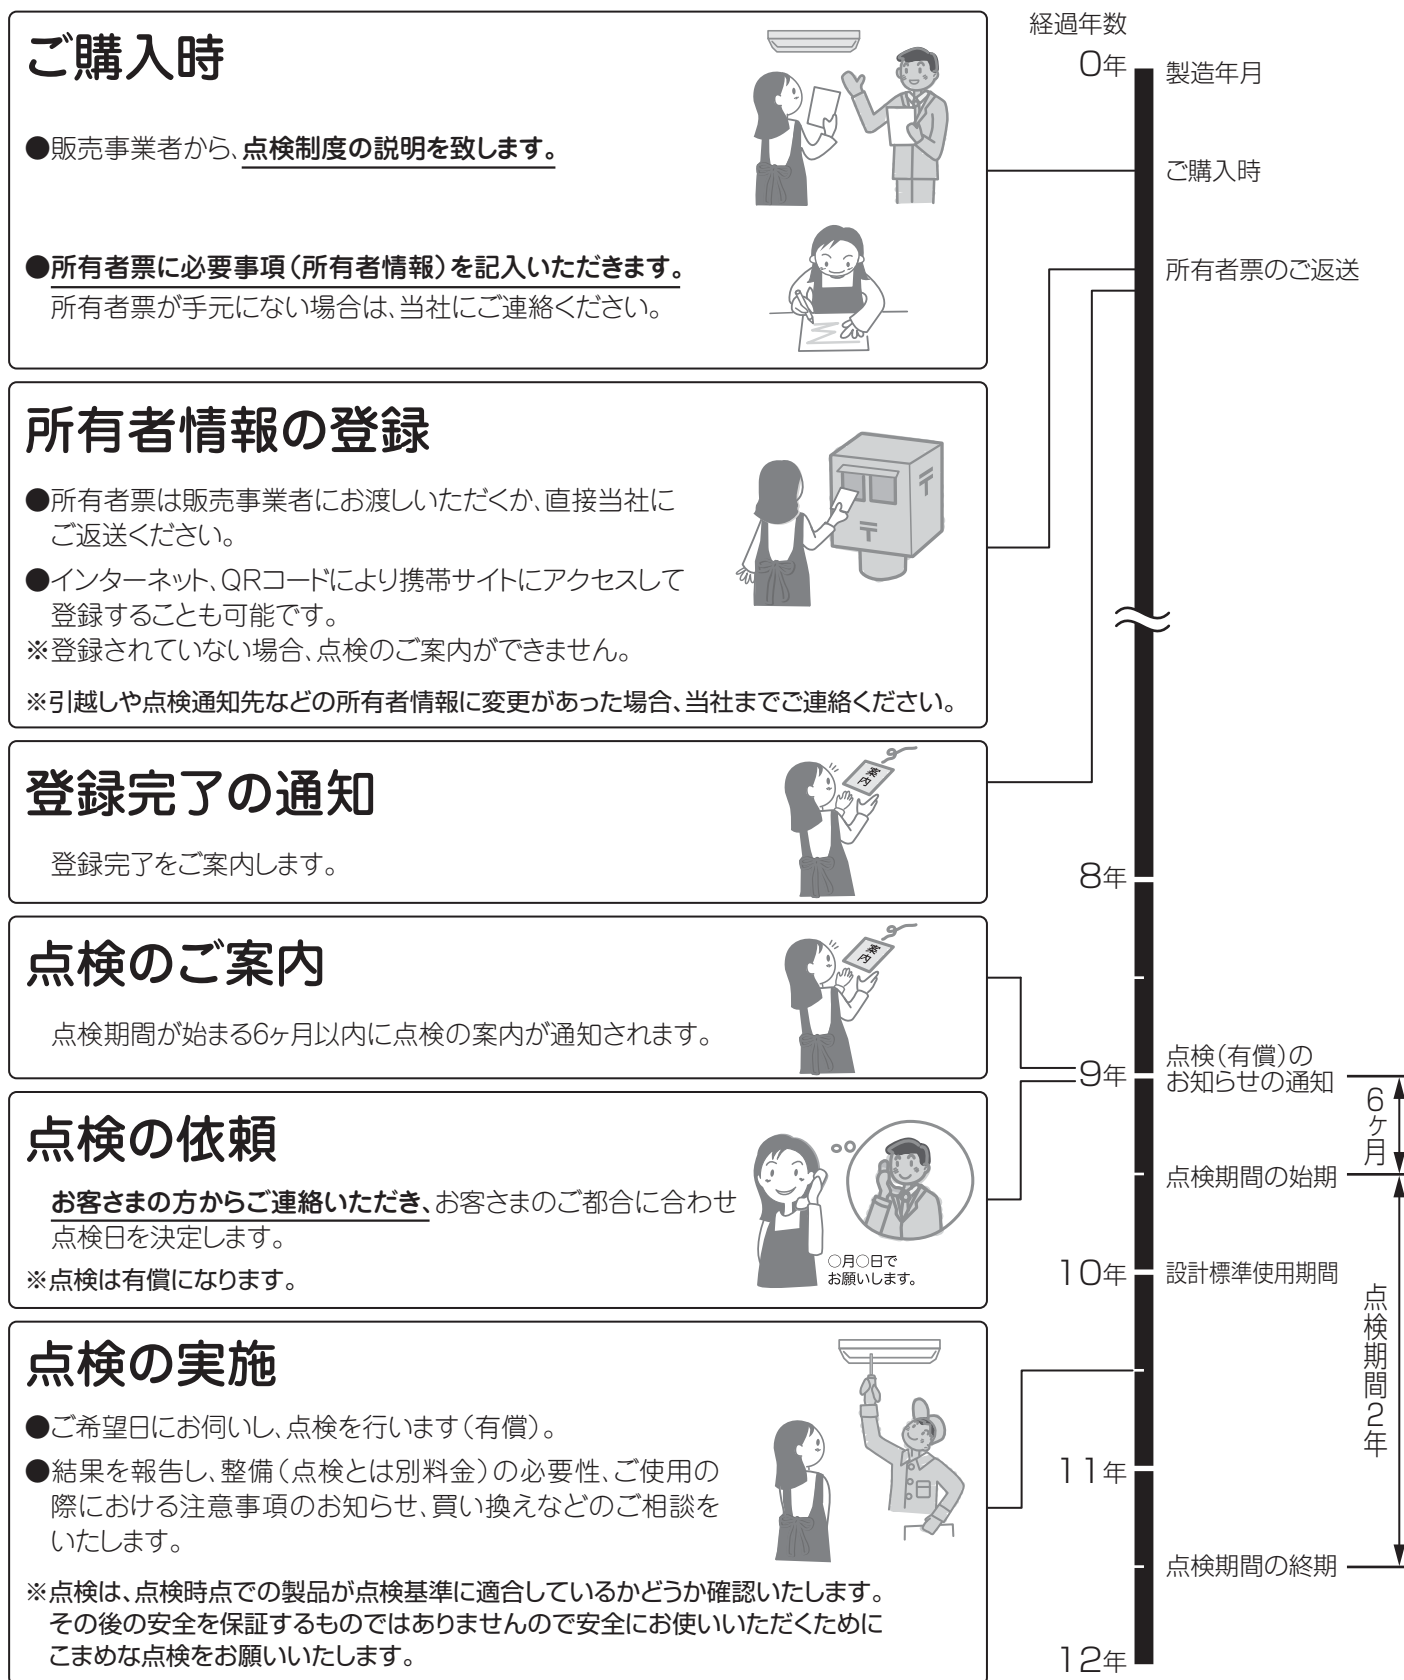 ご購入時
●販売事業者から、点検制度の説明を致します。
●所有者票に必要事項（所有者情報）を記入いただきます。
所有者票が手元にない場合は、当社にご連絡ください。
所有者情報の登録
●所有者票は販売事業者にお渡しいただくか、直接当社に
ご返送ください。
●インターネット、QRコードにより携帯サイトにアクセスして
登録することも可能です。
※登録されていない場合、点検のご案内ができません。
※引越しや点検通知先などの所有者情報に変更があった場合、当社までご連絡ください。
〒
〒
登録完了の通知
登録完了をご案内します。
案内
点検のご案内
点検期間が始まる6ヶ月以内に点検の案内が通知されます。
案内
点検の依頼
お客さまの方からご連絡いただき、お客さまのご都合に合わせ
点検日を決定します。
※点検は有償になります。
○月○日で
お願いします。
点検の実施
●ご希望日にお伺いし、点検を行います（有償）。
●結果を報告し、整備（点検とは別料金）の必要性、ご使用の
際における注意事項のお知らせ、買い換えなどのご相談を
いたします。
※点検は、点検時点での製品が点検基準に適合しているかどうか確認いたします。
その後の安全を保証するものではありませんので安全にお使いいただくために
こまめな点検をお願いいたします。
経過年数
0年
製造年月
ご購入時
所有者票のご返送
8年
9年
点検（有償）の
お知らせの通知
6ヶ月
点検期間の始期
10年
設計標準使用期間
点検期間2年
11年
点検期間の終期
12年